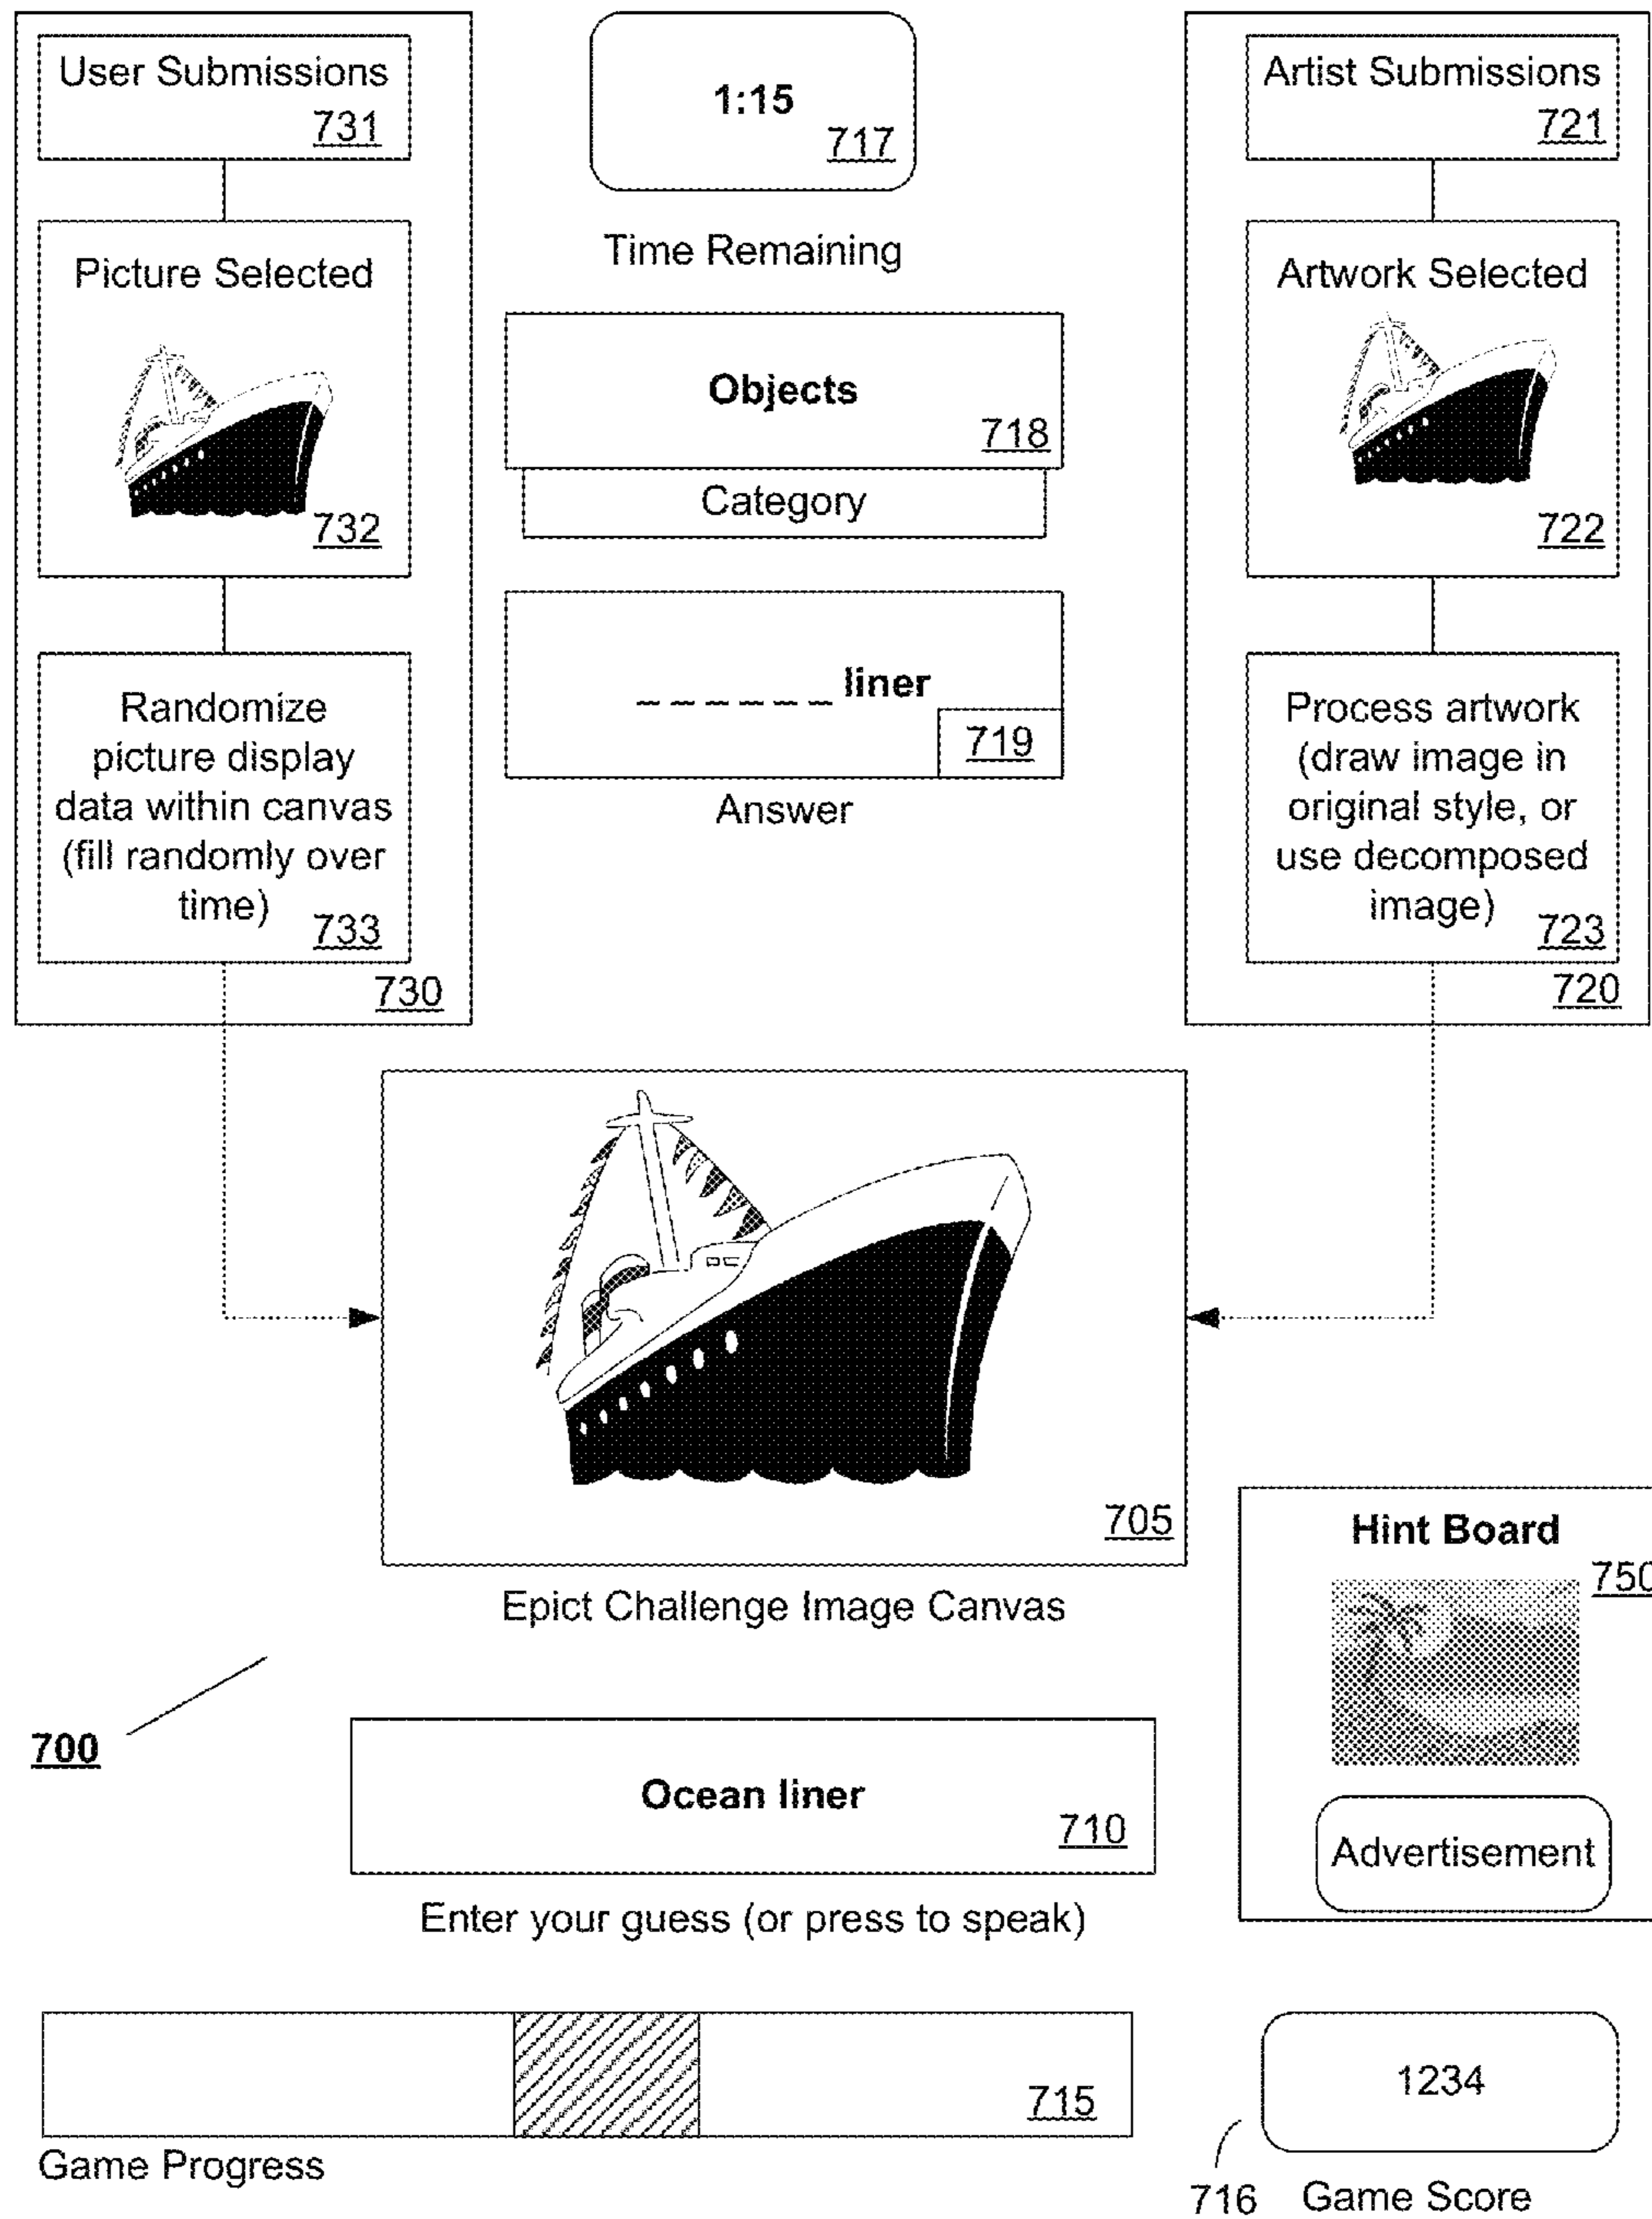 User Submissions
731
Picture Selected
732
Randomize
picture display
data within canvas
(fill randomly over
time)
733
730
1:15
717
Time Remaining
Objects
718
Category
_ _ _ _ _ _ liner
719
Answer
Artist Submissions
721
Artwork Selected
722
Process artwork
(draw image in
original style, or
use decomposed
image)
723
720
705
Epict Challenge Image Canvas
Hint Board
750
Advertisement
700
Ocean liner
710
Enter your guess (or press to speak)
715
Game Progress
1234
716 Game Score